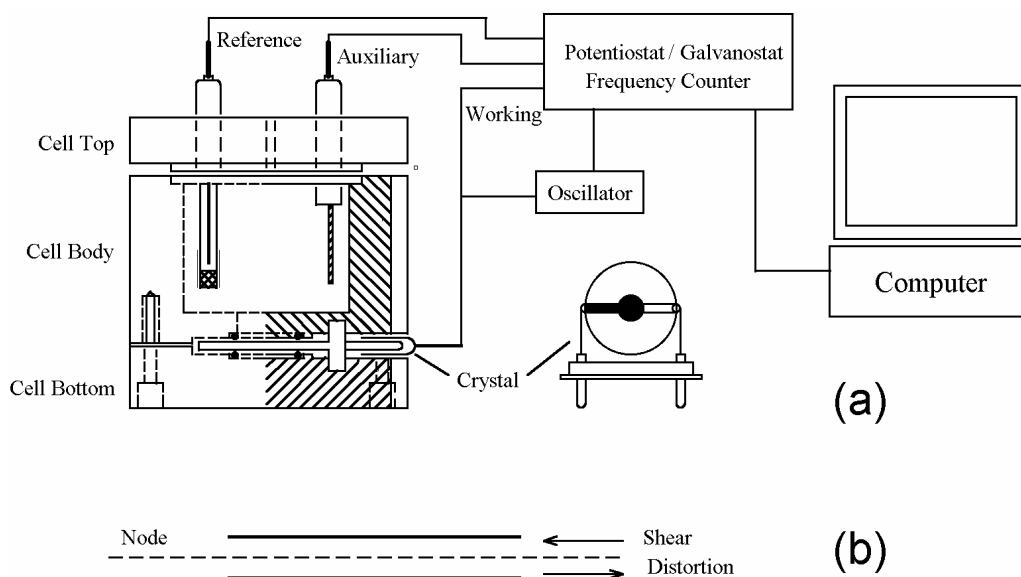 Reference
Auxiliary
Potentiostat / Galvanostat
Frequency Counter
Working
Cell Top
Oscillator
Cell Body
Computer
Crystal
Cell Bottom
(a)
Node
Shear
Distortion
(b)